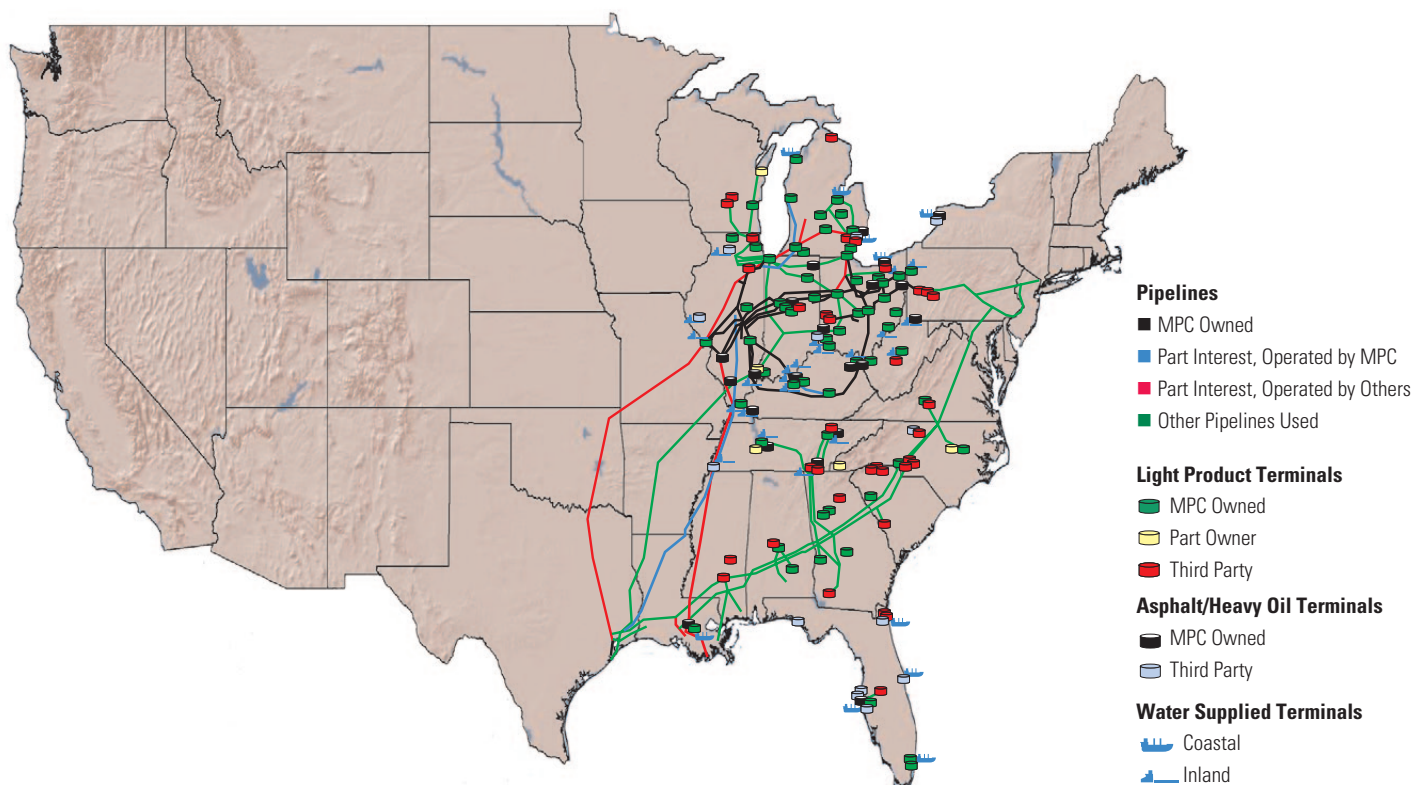 Pipelines
MPC Owned
Part Interest, Operated by MPC
Part Interest, Operated by Others
Other Pipelines Used
Light Product Terminals
MPC Owned
Part Owner
Third Party
Asphalt/Heavy Oil Terminals
MPC Owned
Third Party
Water Supplied Terminals
Coastal
Inland